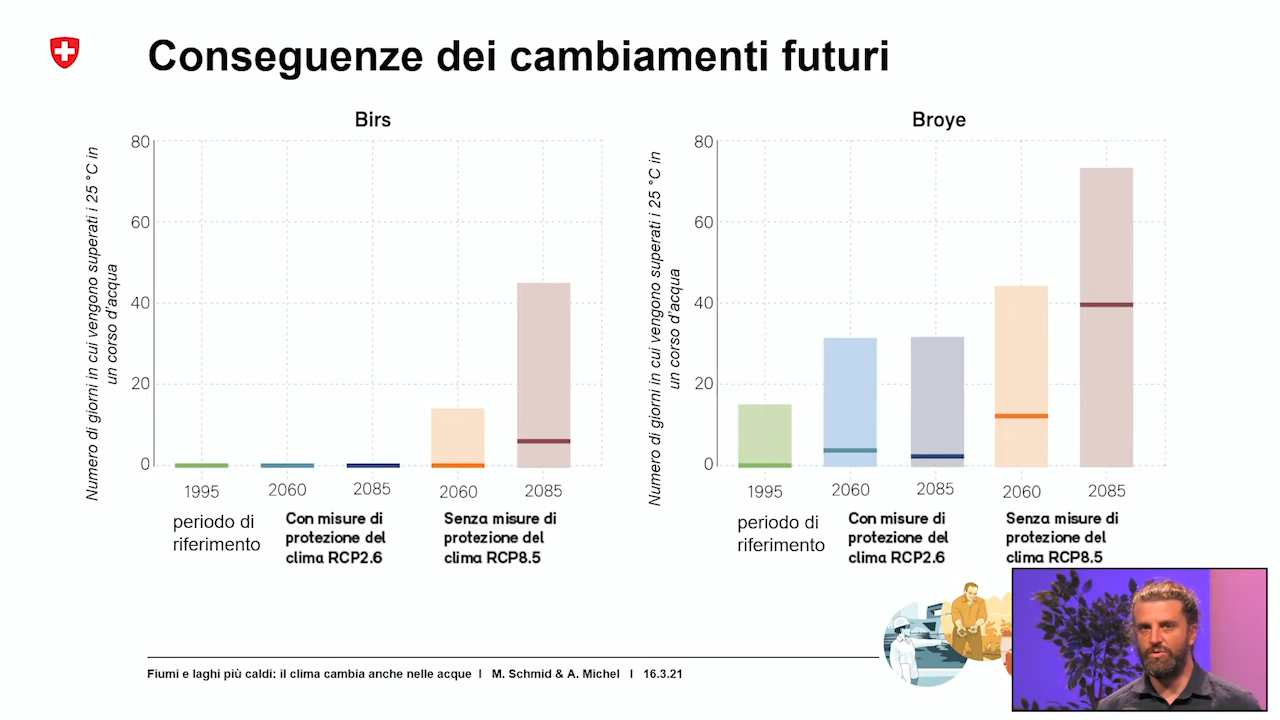 Conseguenze dei cambiamenti futuri
Birs
Numero di giorni in cui vengono superati i 25 °C in
un corso d'acqua
80
60
40
20
0
1995
2060
2085
2060
2085
periodo di
riferimento
Con misure di
protezione del
clima RCP2.6
Senza misure di
protezione del
clima RCP8.5
Broye
Numero di giorni in cui vengono superati i 25 °C in
un corso d'acqua
80
60
40
20
0
1995
2060
2085
2060
2085
periodo di
riferimento
Con misure di
protezione del
clima RCP2.6
Senza misure di
protezione del
clima RCP8.5
Fiumi e laghi più caldi: il clima cambia anche nelle acque I M. Schmid & A. Michel I 16.3.21